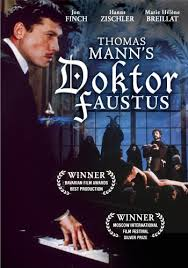 Jon Finch
Hanns Zischler
Marie Hélène Breillat
THOMAS
MANN'S
Doktor
Faustus
WINNER
BAVARIAN FILM AWARDS
BEST PRODUCTION
WINNER
MOSCOW INTERNATIONAL
FILM FESTIVAL
SILVER PRIZE